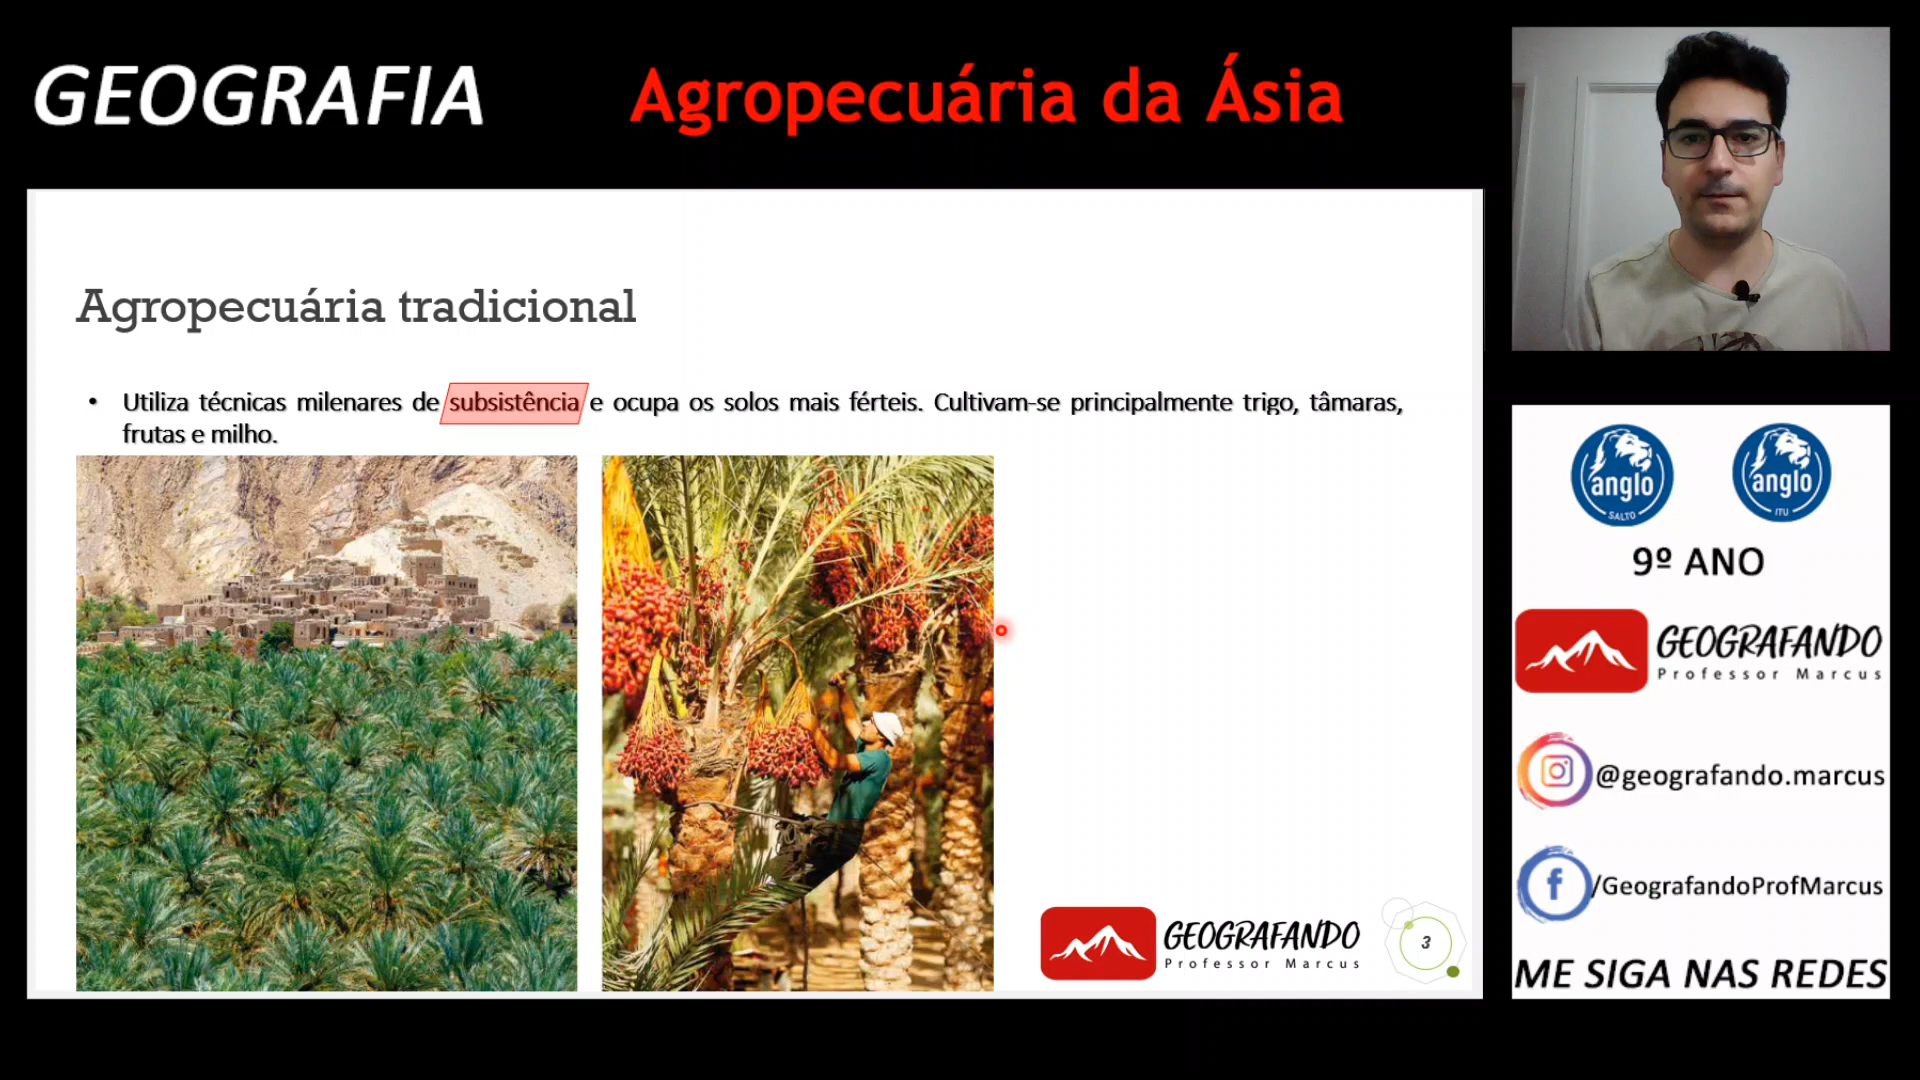 GEOGRAFIA
Agropecuária da Ásia
Agropecuária tradicional
• Utiliza técnicas milenares de subsistência e ocupa os solos mais férteis. Cultivam-se principalmente trigo, tâmaras,
frutas e milho.
GEOGRAFANDO
Professor Marcus
3
anglo
SALTO
anglo
ITU
9º ANO
GEOGRAFANDO
Professor Marcus
@geografando.marcus
f
/GeografandoProfMarcus
ME SIGA NAS REDES